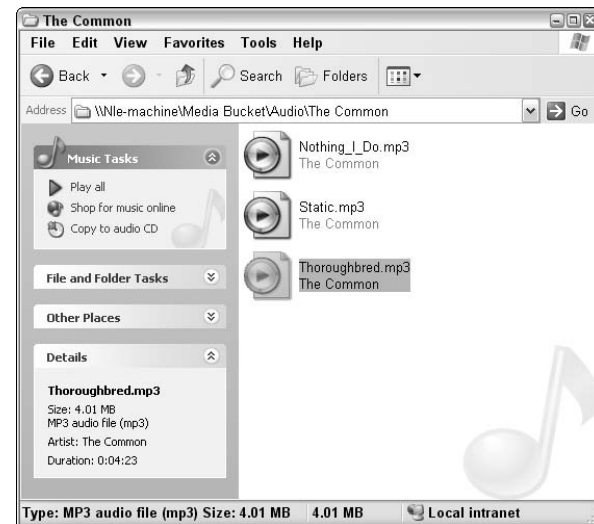 The Common
File Edit View Favorites Tools Help
Back Search Folders
Address \\Nle-machine\Media Bucket\Audio\The Common Go
Music Tasks
Play all
Shop for music online
Copy to audio CD
File and Folder Tasks
Other Places
Details
Thoroughbred.mp3
Size: 4.01 MB
MP3 audio file (mp3)
Artist: The Common
Duration: 0:04:23
Nothing_I_Do.mp3
The Common
Static.mp3
The Common
Thoroughbred.mp3
The Common
Type: MP3 audio file (mp3) Size: 4.01 MB 4.01 MB Local intranet